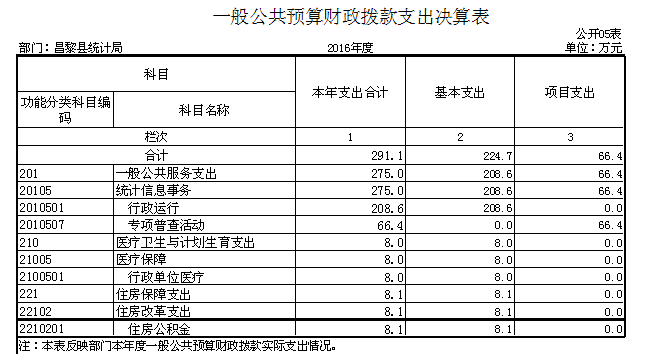 一般公共预算财政拨款支出决算表
公开05表
部门：昌黎县统计局 2016年度 单位：万元
科目 本年支出合计 基本支出 项目支出
功能分类科目编码 科目名称
栏次 1 2 3
合计 291.1 224.7 66.4
201 一般公共服务支出 275.0 208.6 66.4
20105 统计信息事务 275.0 208.6 66.4
2010501 行政运行 208.6 208.6 0.0
2010507 专项普查活动 66.4 0.0 66.4
210 医疗卫生与计划生育支出 8.0 8.0 0.0
21005 医疗保障 8.0 8.0 0.0
2100501 行政单位医疗 8.0 8.0 0.0
221 住房保障支出 8.1 8.1 0.0
22102 住房改革支出 8.1 8.1 0.0
2210201 住房公积金 8.1 8.1 0.0
注：本表反映部门本年度一般公共预算财政拨款实际支出情况。